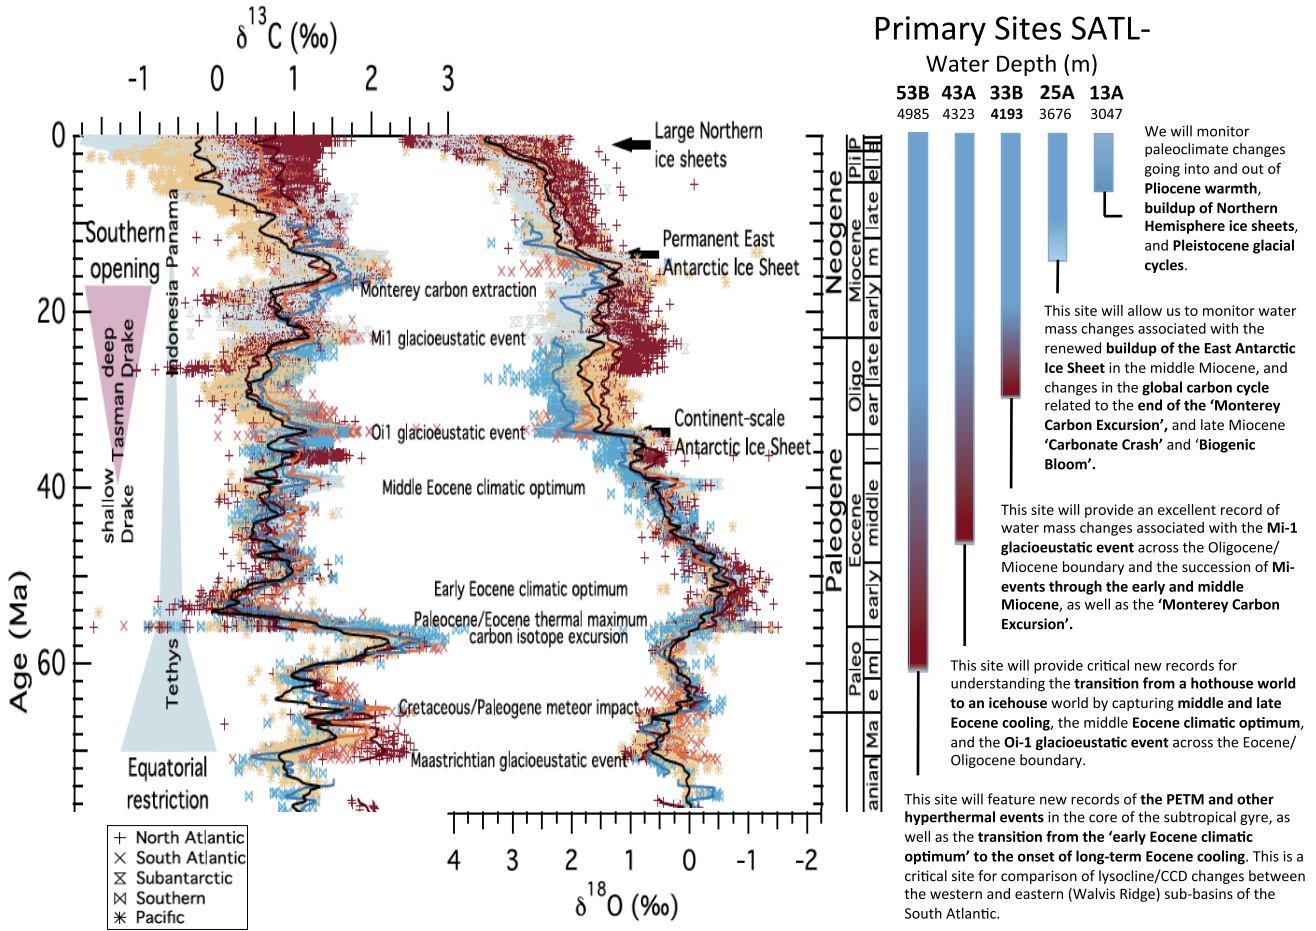 Primary Sites SATL-
Water Depth (m)
53B 43A 33B 25A 13A
4985 4323 4193 3676 3047
δ13C (‰)
-1 0 1 2 3
0
20
40
60
Age (Ma)
Southern
opening
Tasman deep
Drake
shallow
Drake
Indonesia Panama
Tethys
Equatorial
restriction
Large Northern
ice sheets
Permanent East
Antarctic Ice Sheet
Monterey carbon extraction
Mi1 glacioeustatic event
Continent-scale
Antarctic Ice Sheet
Oi1 glacioeustatic event
Middle Eocene climatic optimum
Early Eocene climatic optimum
Paleocene/Eocene thermal maximum
carbon isotope excursion
Cretaceous/Paleogene meteor impact
Maastrichtian glacioeustatic event
4 3 2 1 0 -1 -2
δ18O (‰)
North Atlantic
South Atlantic
Subantarctic
Southern
Pacific
Neogene
Paleogene
Pli P
e l
Miocene
early m late
Oligo
ear late
Eocene
early middle l
Paleo
e m l
anian Ma
We will monitor
paleoclimate changes
going into and out of
Pliocene warmth,
buildup of Northern
Hemisphere ice sheets,
and Pleistocene glacial
cycles.
This site will allow us to monitor water
mass changes associated with the
renewed buildup of the East Antarctic
Ice Sheet in the middle Miocene, and
changes in the global carbon cycle
related to the end of the ‘Monterey
Carbon Excursion’, and late Miocene
‘Carbonate Crash’ and ‘Biogenic
Bloom’.
This site will provide an excellent record of
water mass changes associated with the Mi-1
glacioeustatic event across the Oligocene/
Miocene boundary and the succession of Mi-
events through the early and middle
Miocene, as well as the ‘Monterey Carbon
Excursion’.
This site will provide critical new records for
understanding the transition from a hothouse world
to an icehouse world by capturing middle and late
Eocene cooling, the middle Eocene climatic optimum,
and the Oi-1 glacioeustatic event across the Eocene/
Oligocene boundary.
This site will feature new records of the PETM and other
hyperthermal events in the core of the subtropical gyre, as
well as the transition from the ‘early Eocene climatic
optimum’ to the onset of long-term Eocene cooling. This is a
critical site for comparison of lysocline/CCD changes between
the western and eastern (Walvis Ridge) sub-basins of the
South Atlantic.